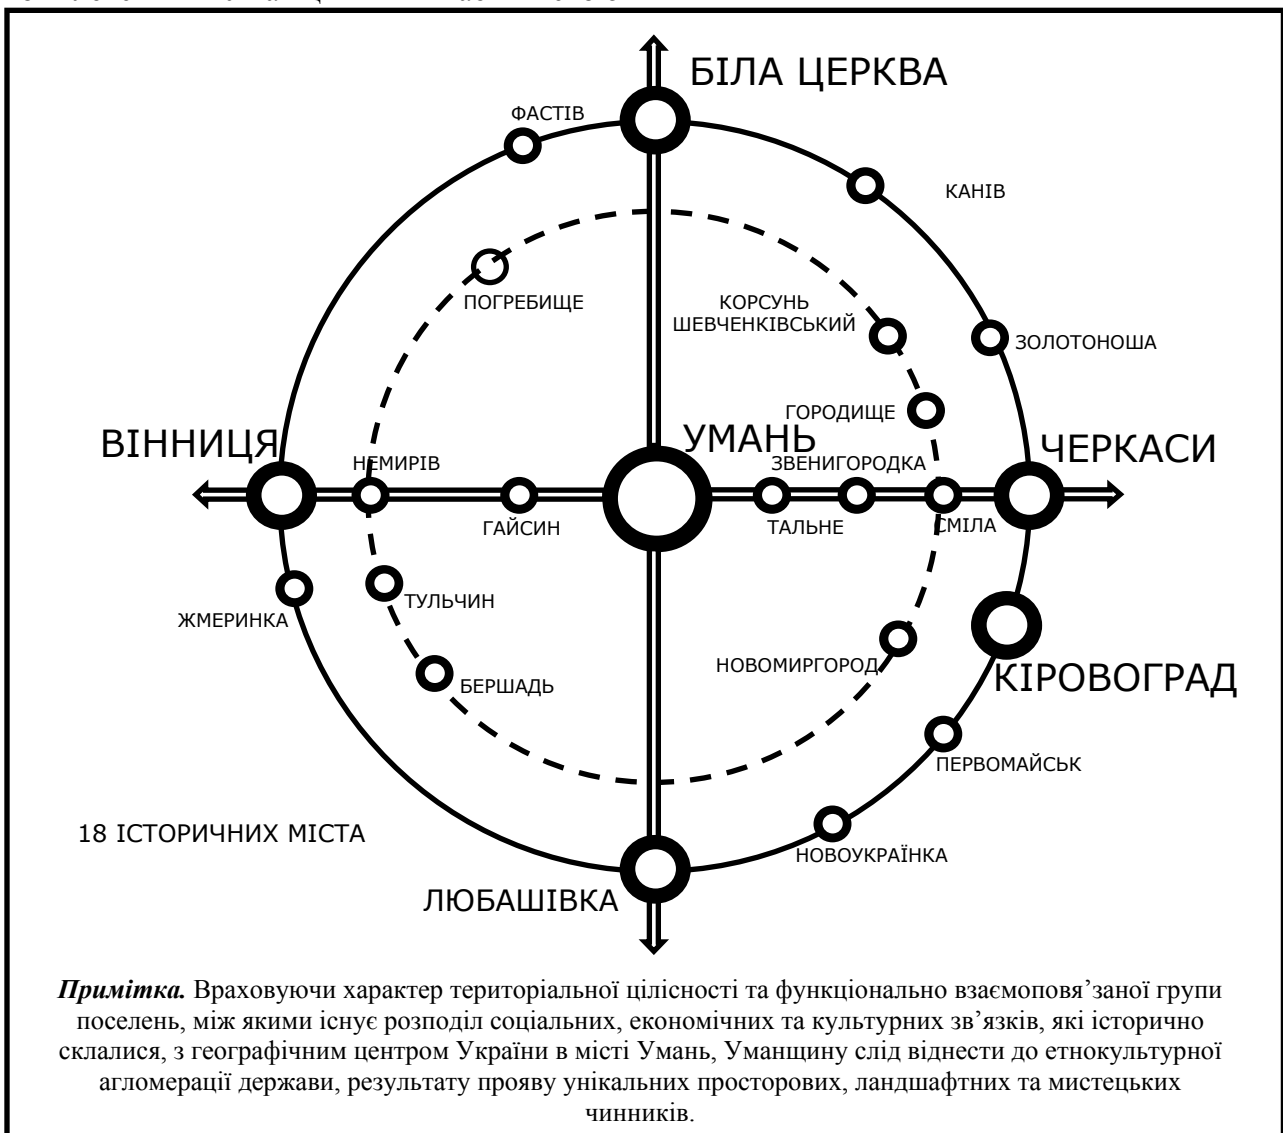 БІЛА ЦЕРКВА
ФАСТІВ
КАНІВ
ПОГРЕБИЩЕ
КОРСУНЬ
ШЕВЧЕНКІВСЬКИЙ
ЗОЛОТОНОША
ГОРОДИЩЕ
ВІННИЦЯ
УМАНЬ
ЧЕРКАСИ
НЕМИРІВ
ЗВЕНИГОРОДКА
ГАЙСИН
ТАЛЬНЕ
СМІЛА
ТУЛЬЧИН
ЖМЕРИНКА
НОВОМИРГОРОД
КІРОВОГРАД
БЕРШАДЬ
ПЕРВОМАЙСЬК
18 ІСТОРИЧНИХ МІСТА
НОВОУКРАЇНКА
ЛЮБАШІВКА
Примітка. Враховуючи характер територіальної цілісності та функціонально взаємоповя’заної групи
поселень, між якими існує розподіл соціальних, економічних та культурних зв’язків, які історично
склалися, з географічним центром України в місті Умань, Уманщину слід віднести до етнокультурної
агломерації держави, результату прояву унікальних просторових, ландшафтних та мистецьких
чинників.